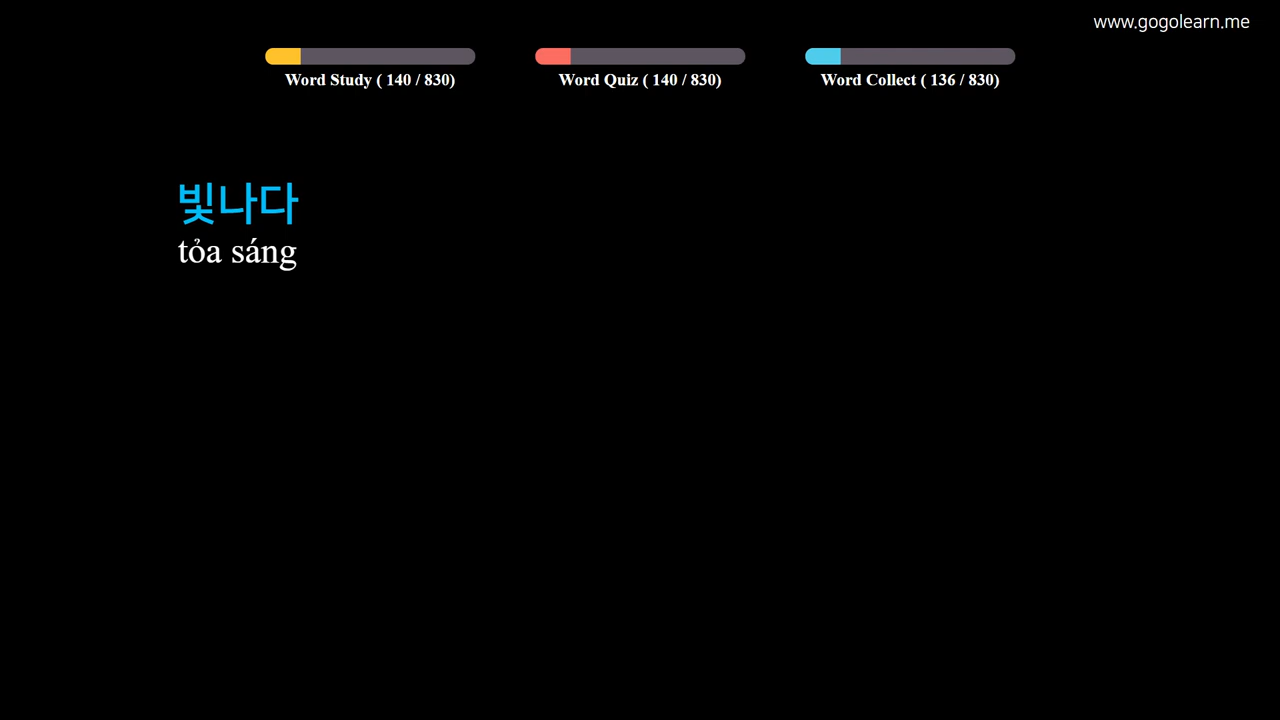 www.gogolearn.me
Word Study ( 140 / 830)
Word Quiz ( 140 / 830)
Word Collect ( 136 / 830)
빛나다
tỏa sáng